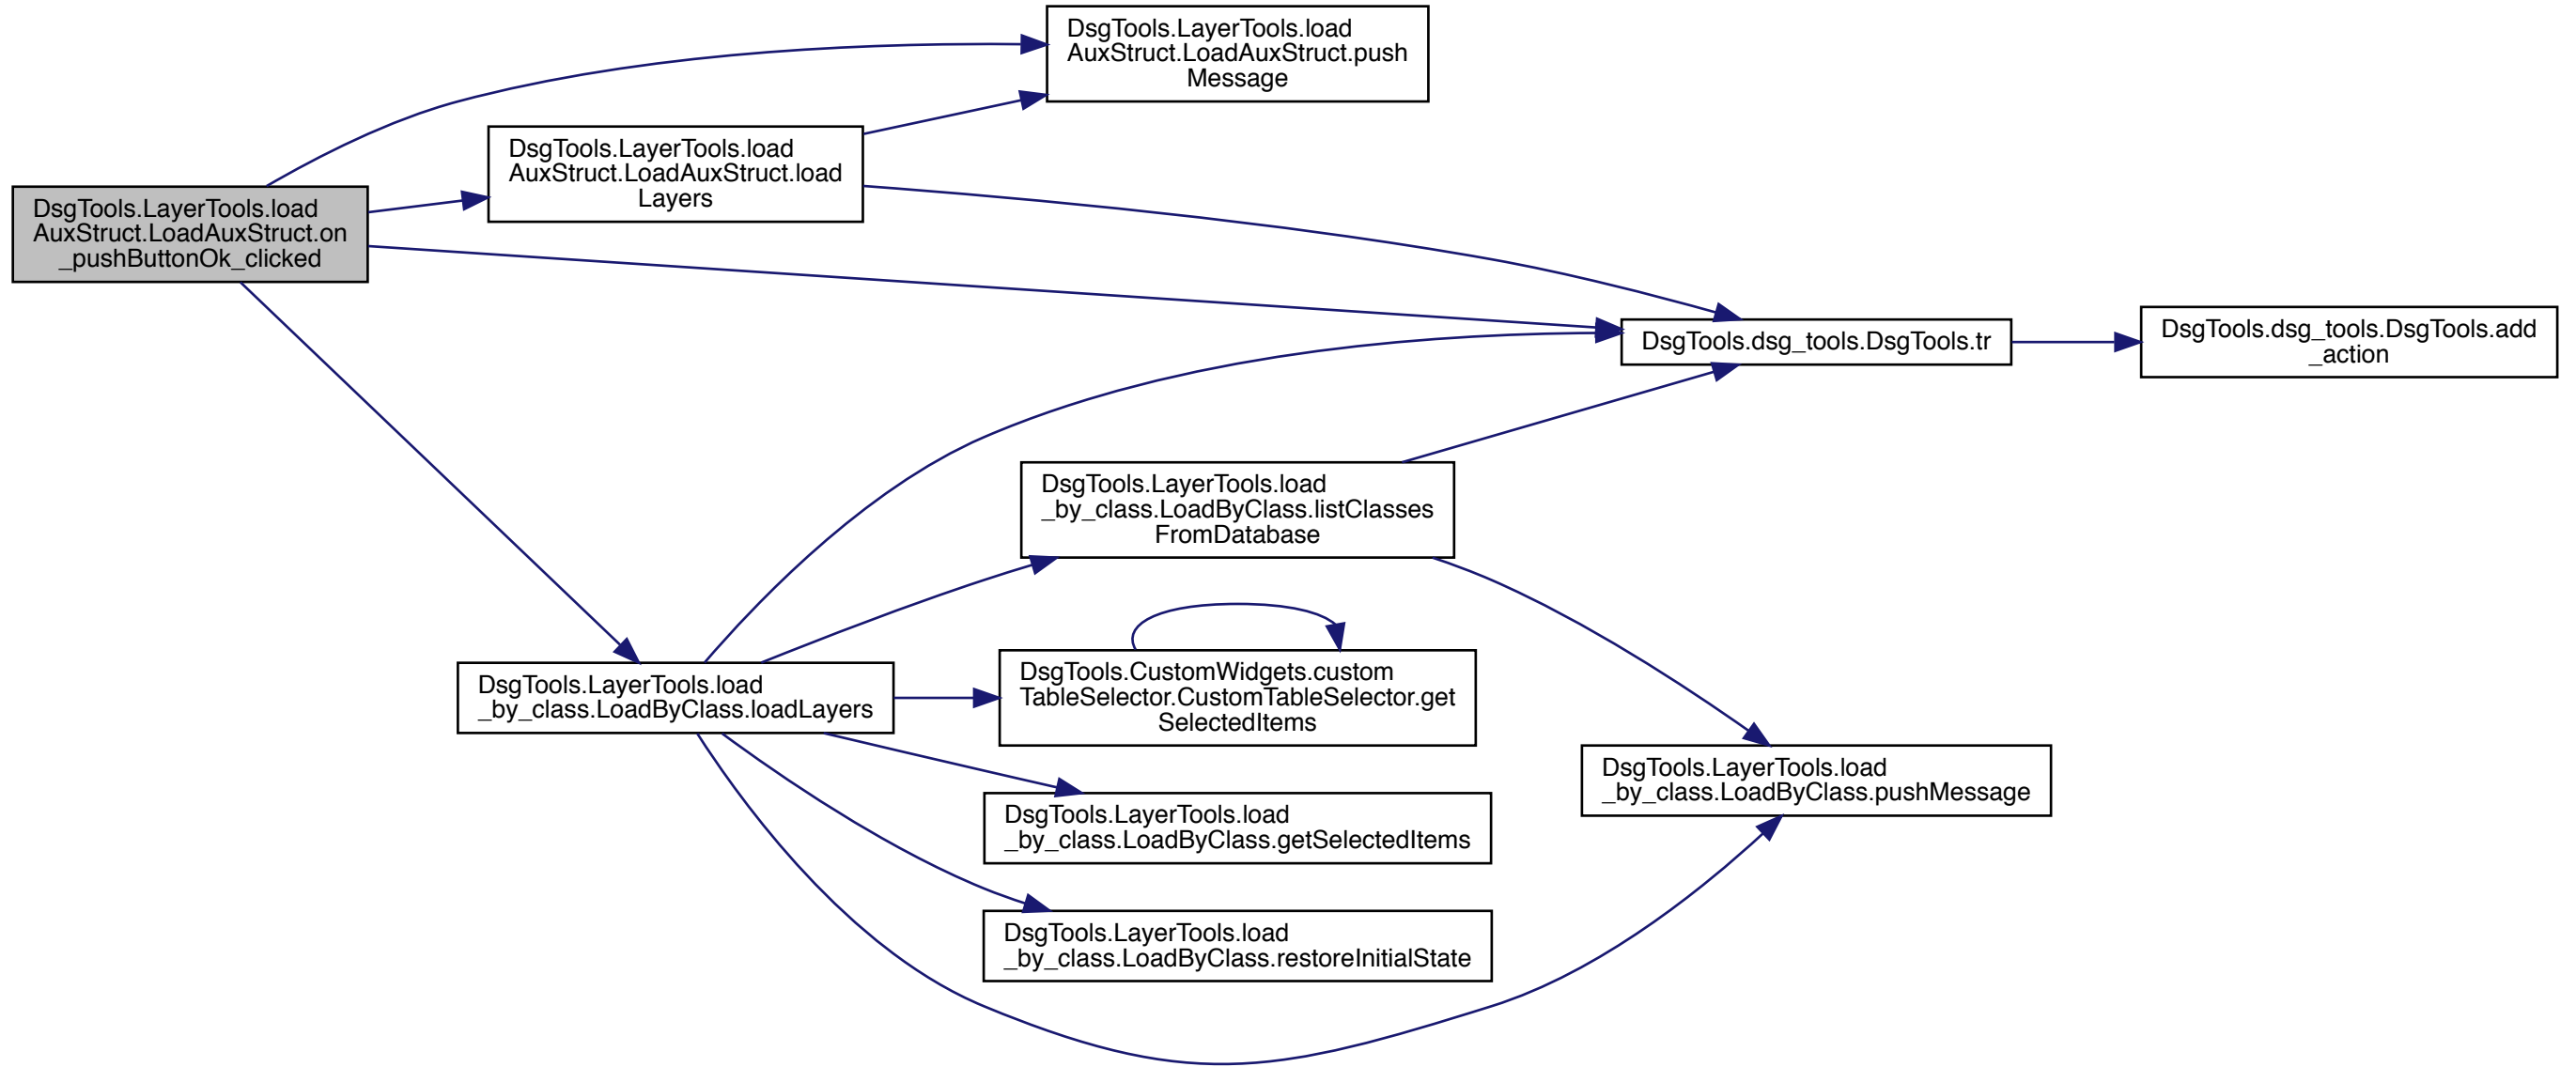 DsgTools.LayerTools.load
AuxStruct.LoadAuxStruct.push
Message
DsgTools.LayerTools.load
AuxStruct.LoadAuxStruct.load
Layers
DsgTools.LayerTools.load
AuxStruct.LoadAuxStruct.on
_pushButtonOk_clicked
DsgTools.dsg_tools.DsgTools.tr
DsgTools.dsg_tools.DsgTools.add
_action
DsgTools.LayerTools.load
_by_class.LoadByClass.listClasses
FromDatabase
DsgTools.LayerTools.load
_by_class.LoadByClass.loadLayers
DsgTools.CustomWidgets.custom
TableSelector.CustomTableSelector.get
SelectedItems
DsgTools.LayerTools.load
_by_class.LoadByClass.pushMessage
DsgTools.LayerTools.load
_by_class.LoadByClass.getSelectedItems
DsgTools.LayerTools.load
_by_class.LoadByClass.restoreInitialState